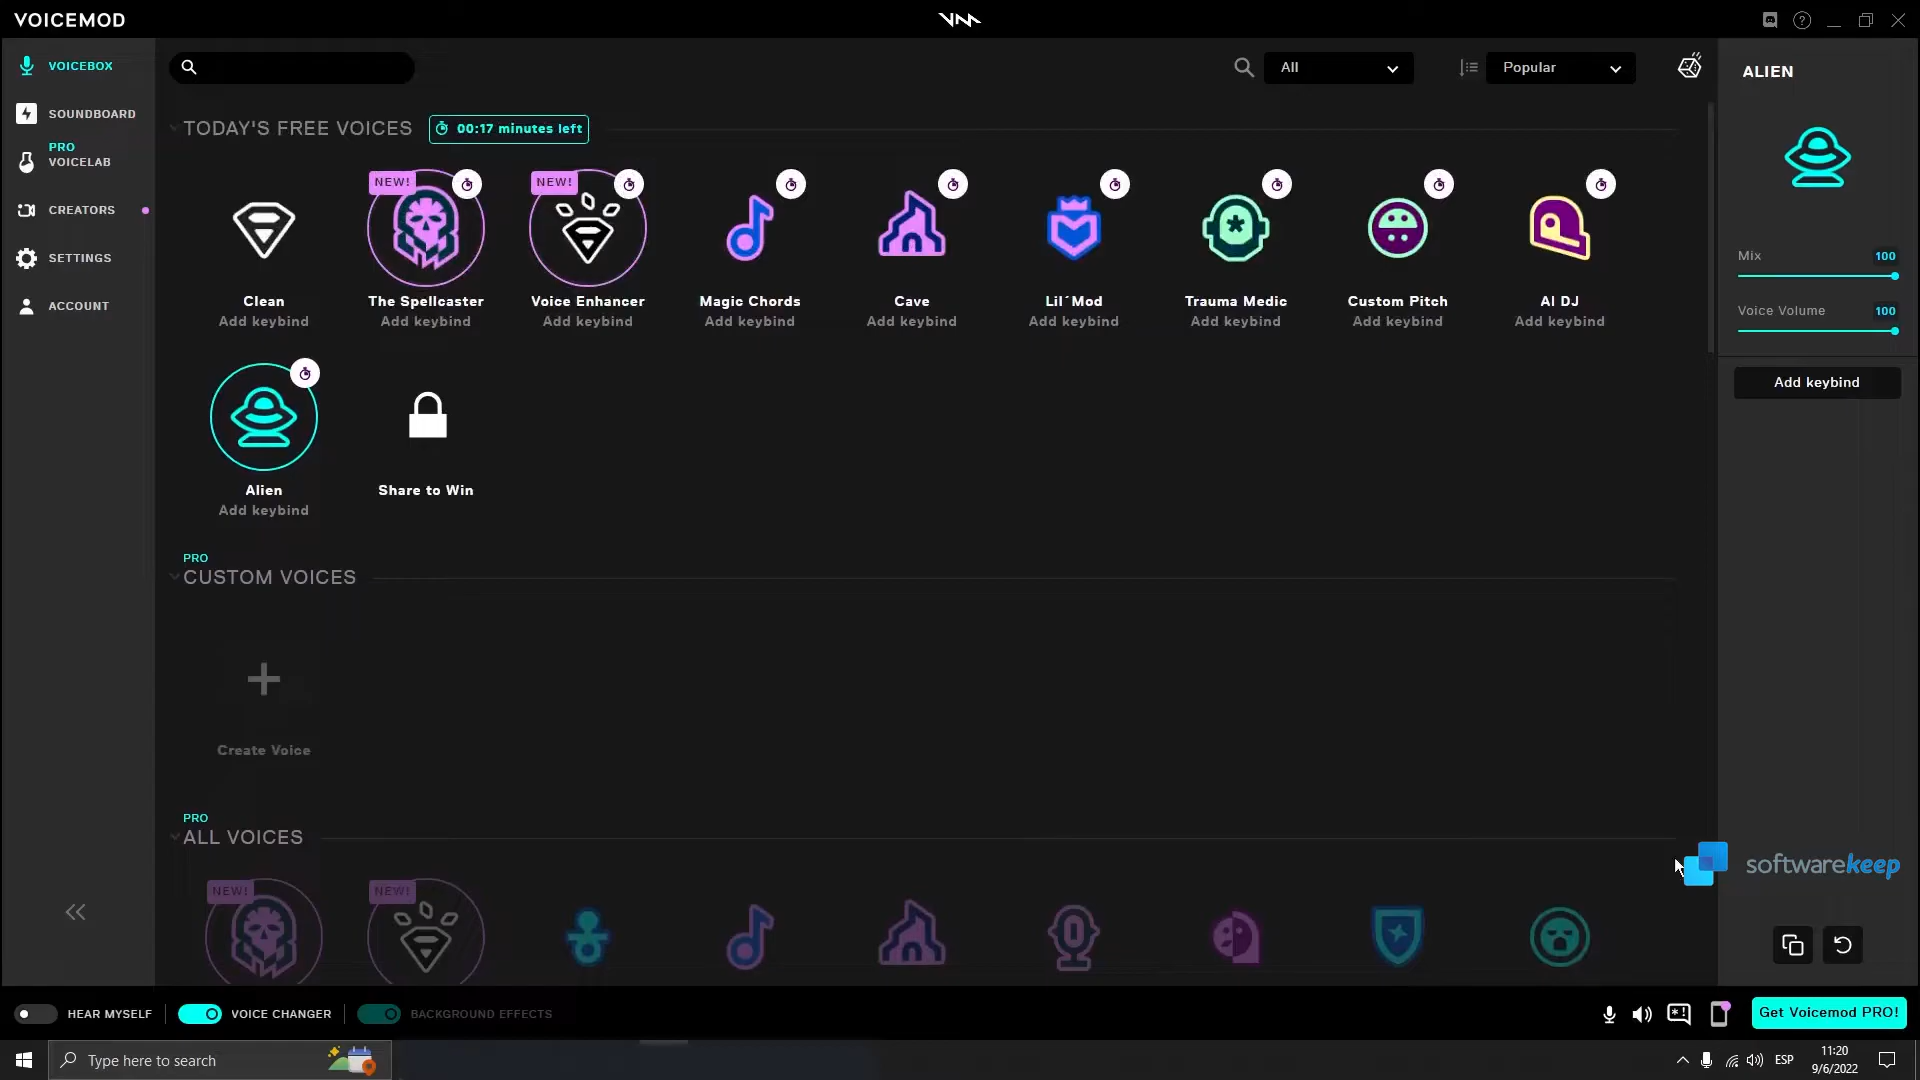 VOICEMOD
VOICEBOX
SOUNDBOARD
PRO
VOICELAB
CREATORS
SETTINGS
ACCOUNT
All
Popular
ALIEN
TODAY'S FREE VOICES
00:17 minutes left
NEW!
NEW!
Clean
The Spellcaster
Voice Enhancer
Magic Chords
Cave
Lil´Mod
Trauma Medic
Custom Pitch
AI DJ
Add keybind
Add keybind
Add keybind
Add keybind
Add keybind
Add keybind
Add keybind
Add keybind
Add keybind
Mix 100
Voice Volume 100
Add keybind
Alien
Add keybind
Share to Win
PRO
CUSTOM VOICES
Create Voice
PRO
ALL VOICES
NEW!
NEW!
softwarekeep
HEAR MYSELF
VOICE CHANGER
BACKGROUND EFFECTS
Get Voicemod PRO!
Type here to search
ESP
11:20
9/6/2022